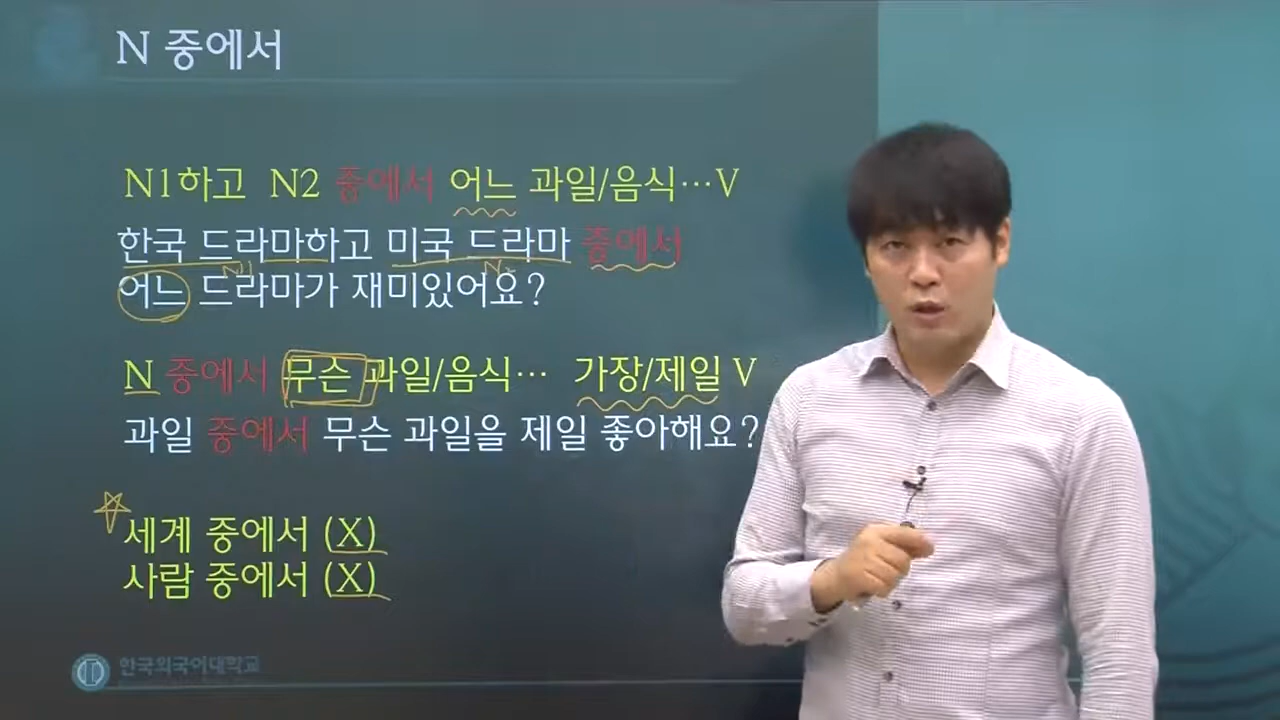 N 중에서
N1하고 N2 중에서 어느 과일/음식…V
한국 드라마하고 미국 드라마 중에서
N1 N2
어느 드라마가 재미있어요?
N 중에서 무슨 과일/음식… 가장/제일 V
과일 중에서 무슨 과일을 제일 좋아해요?
세계 중에서 (X)
사람 중에서 (X)
한국외국어대학교